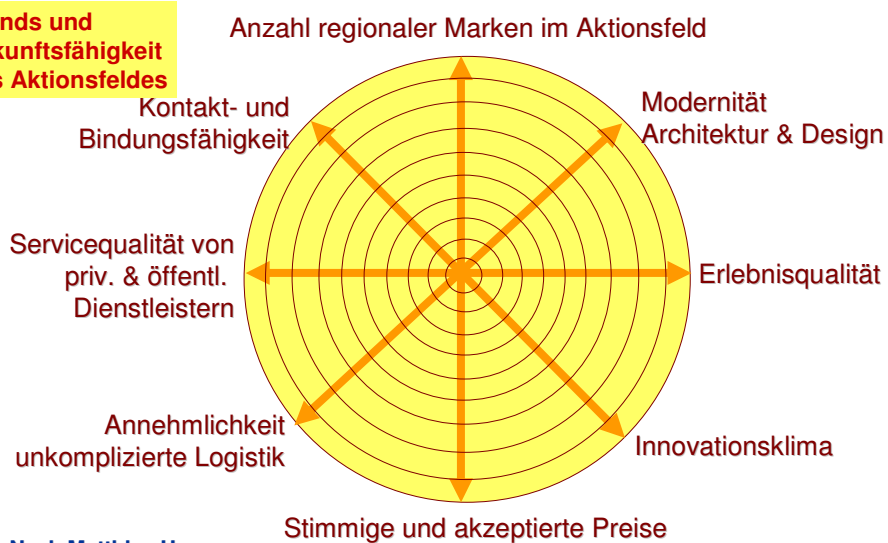 nds und
kunftsfähigkeit
s Aktionsfeldes
Anzahl regionaler Marken im Aktionsfeld
Kontakt- und
Bindungsfähigkeit
Modernität
Architektur & Design
Servicequalität von
priv. & öffentl.
Dienstleistern
Erlebnisqualität
Annehmlichkeit
unkomplizierte Logistik
Innovationsklima
Stimmige und akzeptierte Preise